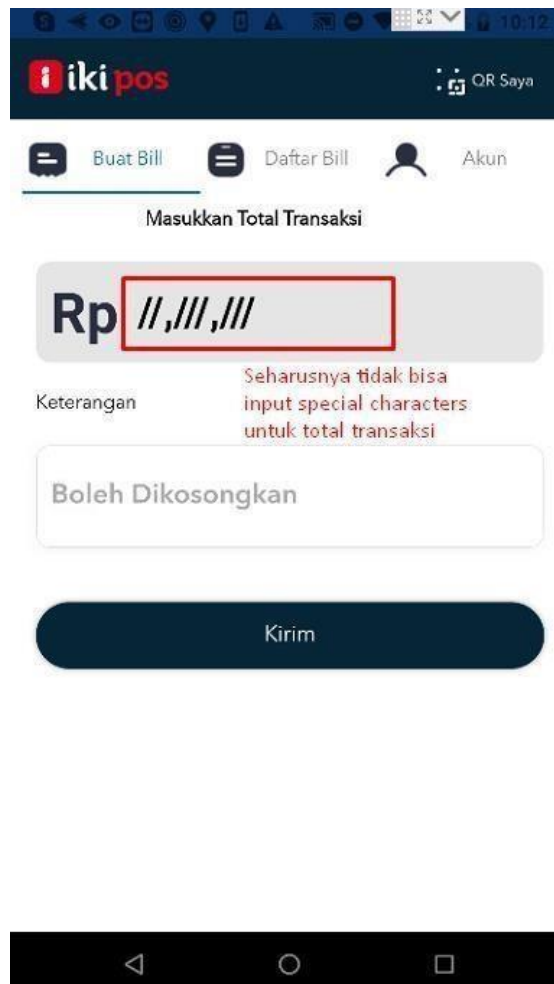 10:12
iki pos
QR Saya
Buat Bill
Daftar Bill
Akun
Masukkan Total Transaksi
Rp //,///,///
Seharusnya tidak bisa
input special characters
untuk total transaksi
Keterangan
Boleh Dikosongkan
Kirim